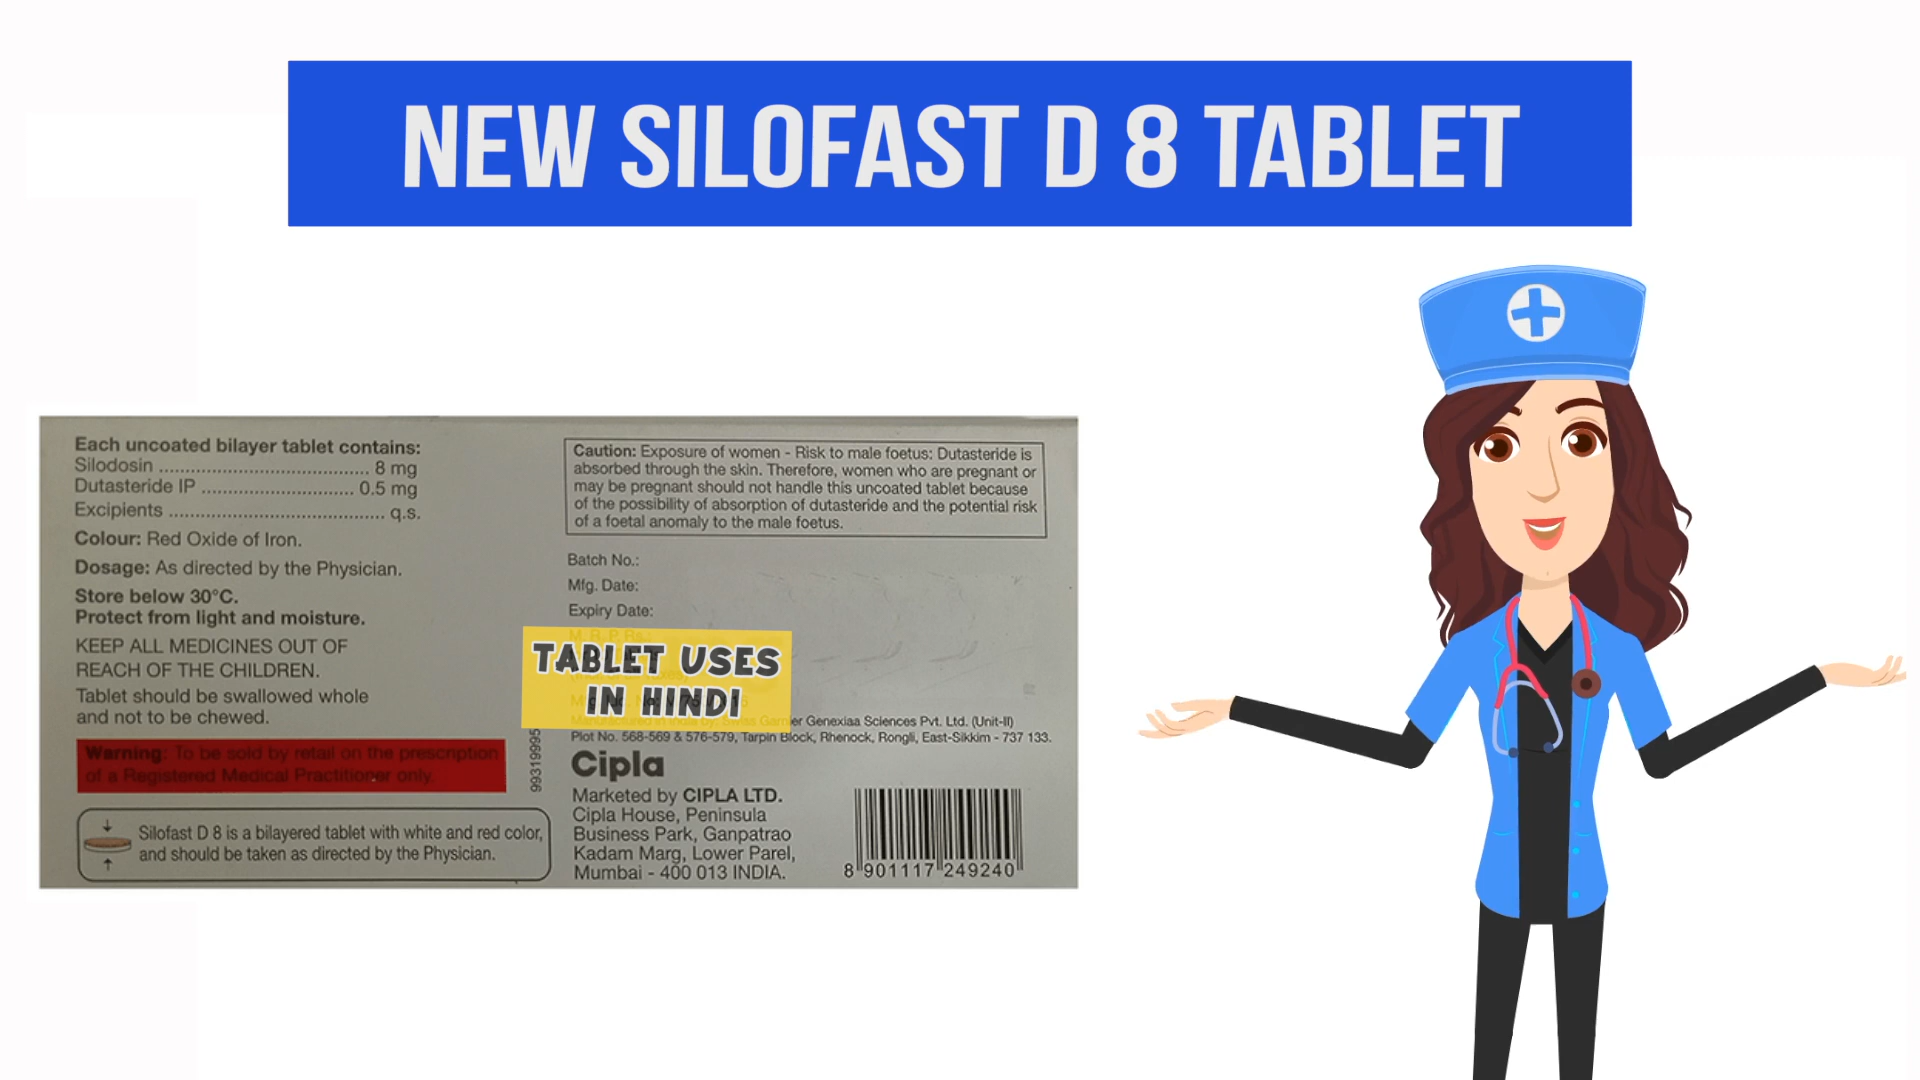 NEW SILOFAST D 8 TABLET
Each uncoated bilayer tablet contains:
Silodosin ........................................ 8 mg
Dutasteride IP ............................. 0.5 mg
Excipients ......................................... q.s.
Colour: Red Oxide of Iron.
Dosage: As directed by the Physician.
Store below 30°C.
Protect from light and moisture.
KEEP ALL MEDICINES OUT OF
REACH OF THE CHILDREN.
Tablet should be swallowed whole
and not to be chewed.
Warning: To be sold by retail on the prescription
of a Registered Medical Practitioner only.
Silofast D 8 is a bilayered tablet with white and red color,
and should be taken as directed by the Physician.
99319995
Caution: Exposure of women - Risk to male foetus: Dutasteride is
absorbed through the skin. Therefore, women who are pregnant or
may be pregnant should not handle this uncoated tablet because
of the possibility of absorption of dutasteride and the potential risk
of a foetal anomaly to the male foetus.
Batch No.:
Mfg. Date:
Expiry Date:
M. R. P. Rs.:
TABLET USES
IN HINDI
Manufactured in India by: Swiss Garnier Genexiaa Sciences Pvt. Ltd. (Unit-II)
Plot No. 568-569 & 576-579, Tarpin Block, Rhenock, Rongli, East-Sikkim - 737 133.
Cipla
Marketed by CIPLA LTD.
Cipla House, Peninsula
Business Park, Ganpatrao
Kadam Marg, Lower Parel,
Mumbai - 400 013 INDIA.
8 901117 249240